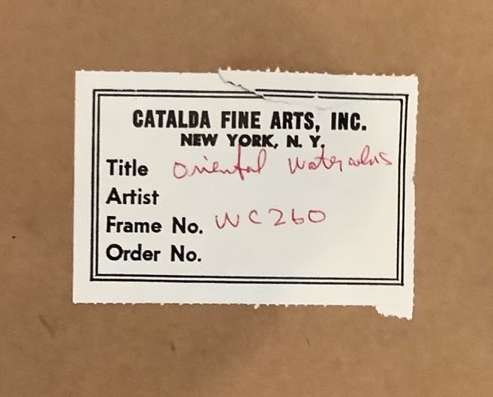 CATALDA FINE ARTS, INC.
NEW YORK, N. Y.
Title Oriental Watercolors
Artist
Frame No. WC260
Order No.